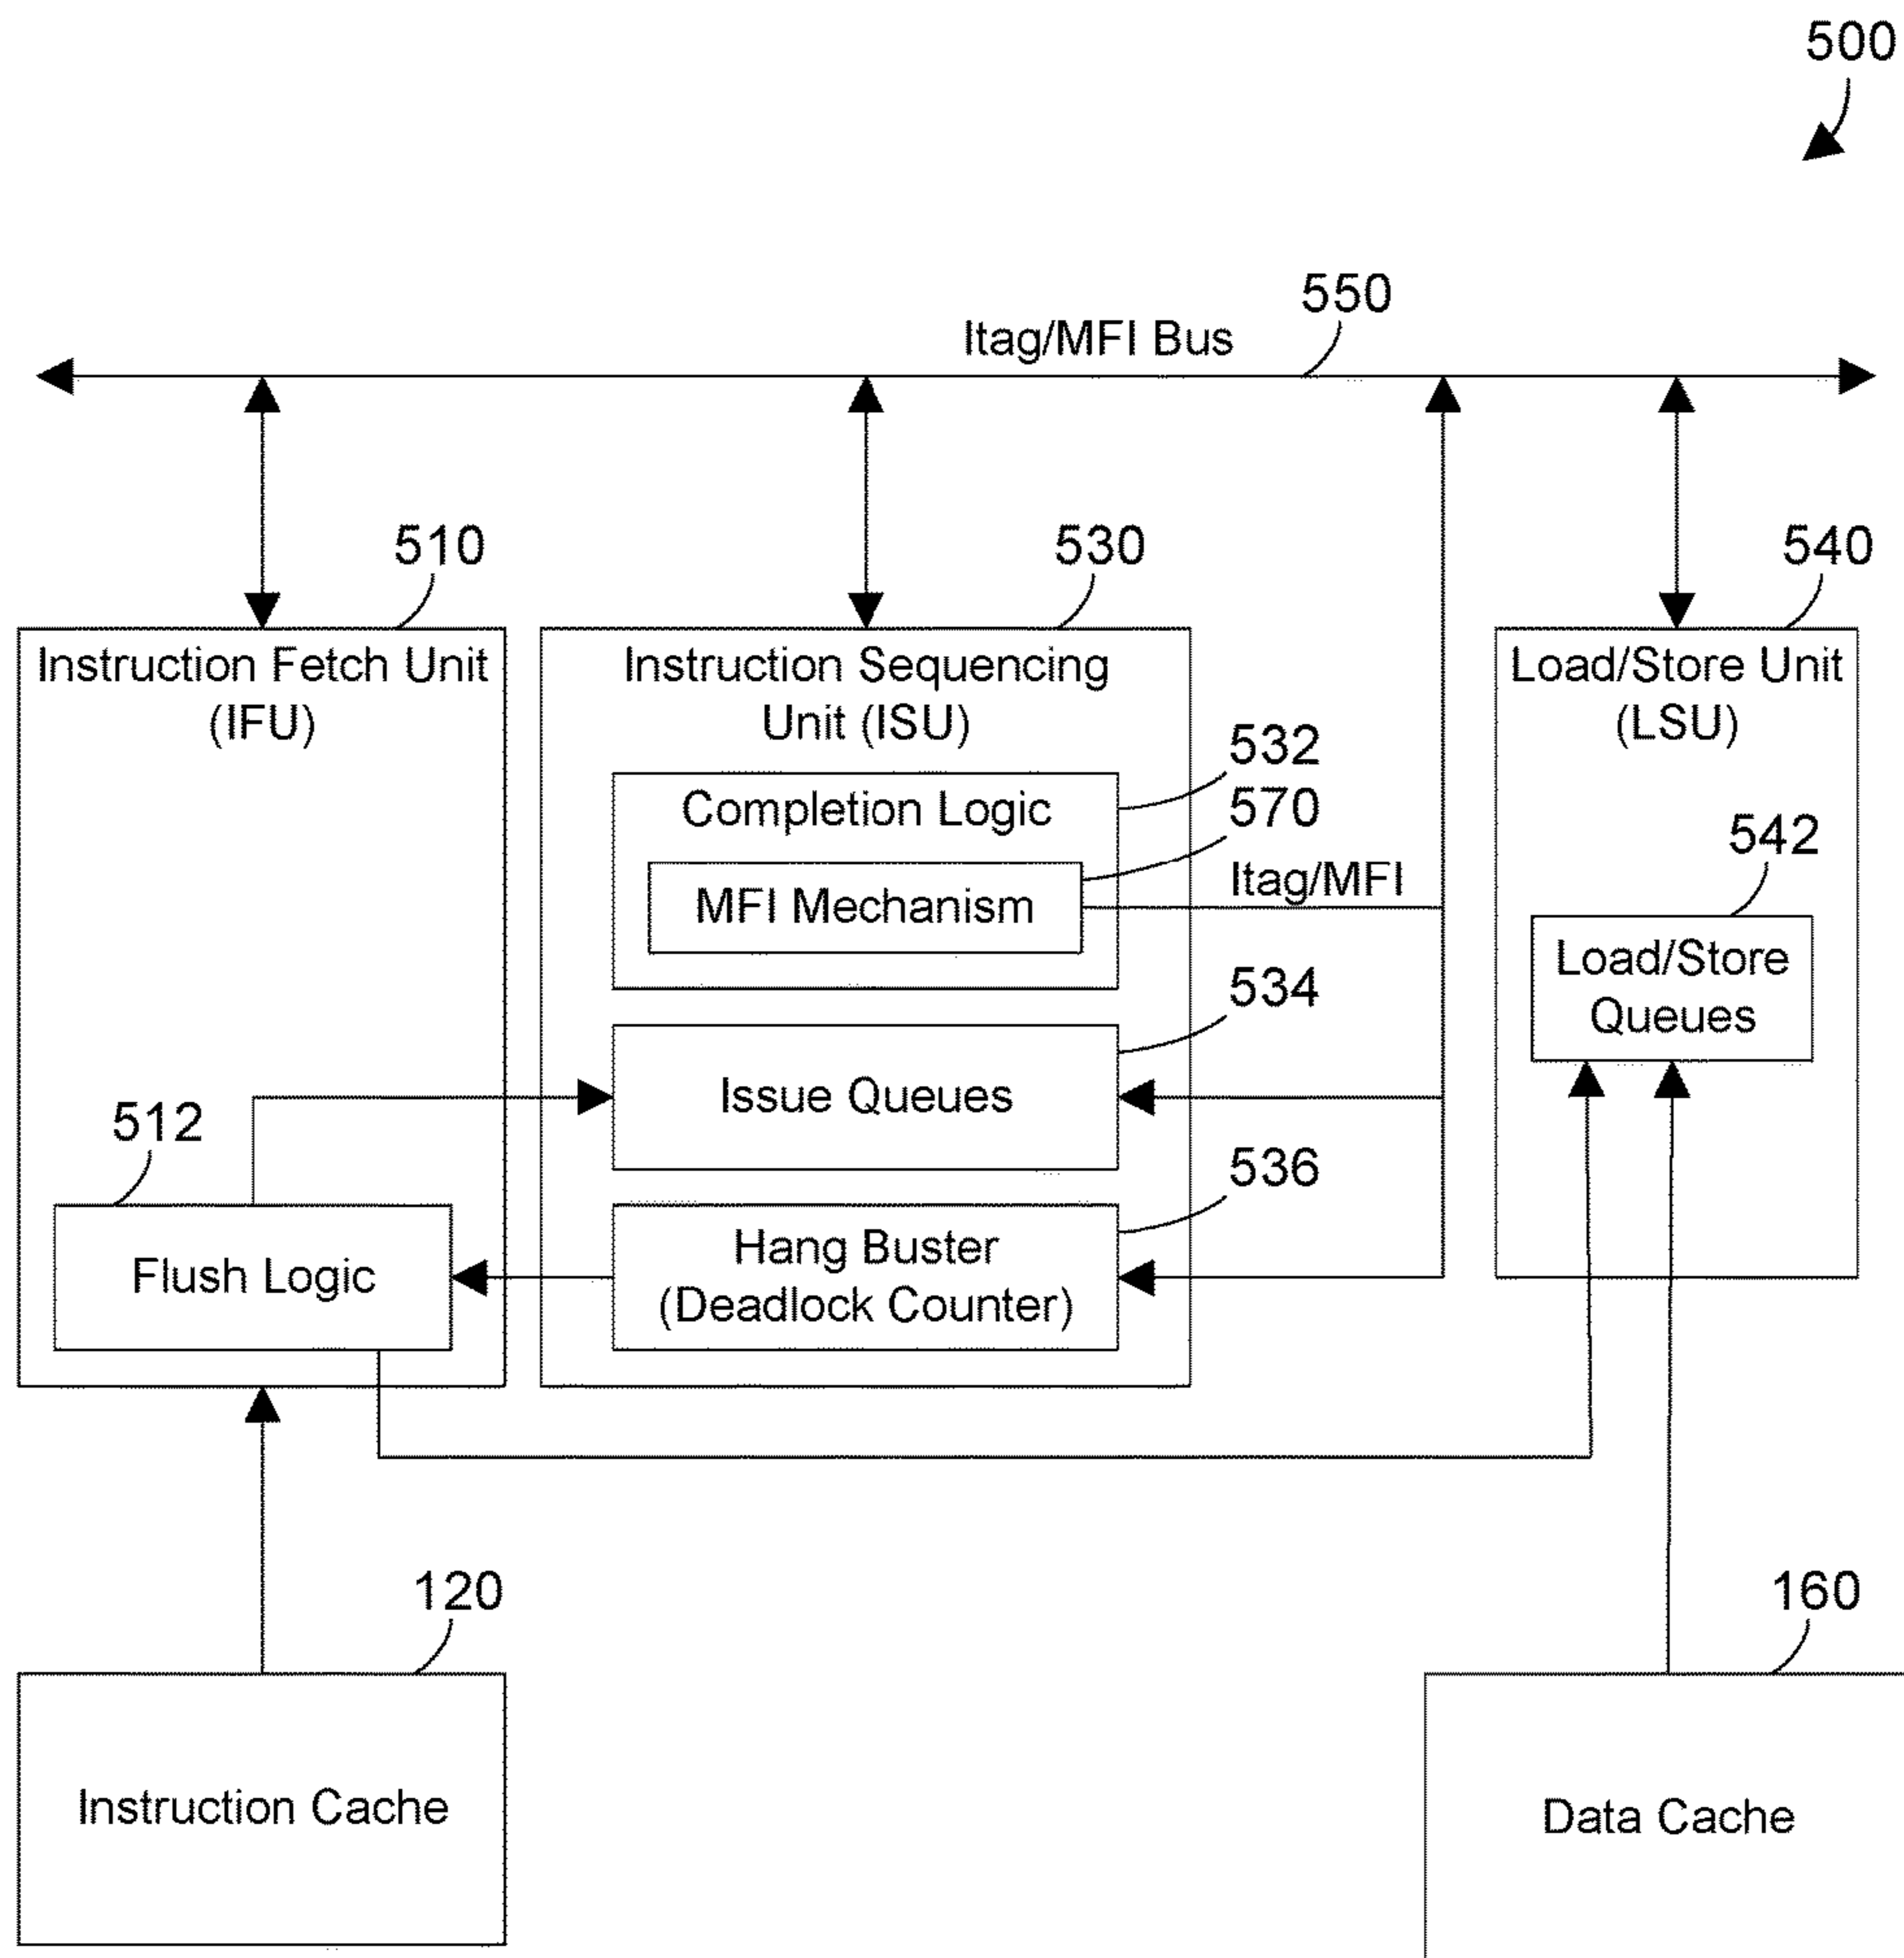 500
550
Itag/MFI Bus
510
530
540
Instruction Fetch Unit
(IFU)
Instruction Sequencing
Unit (ISU)
Load/Store Unit
(LSU)
532
Completion Logic
570
MFI Mechanism
Itag/MFI
542
Load/Store
Queues
534
Issue Queues
512
Flush Logic
536
Hang Buster
(Deadlock Counter)
120
Instruction Cache
160
Data Cache